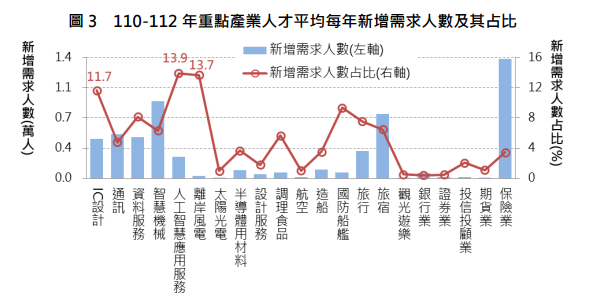 圖 3 110-112 年重點產業人才平均每年新增需求人數及其占比
新增需求人數(萬人)
新增需求人數占比(%)
新增需求人數(左軸)
新增需求人數占比(右軸)
1.4
1.1
0.7
0.4
0.0
16
12
8
4
0
11.7
13.9
13.7
IC設計
通訊
資料服務
智慧機械
人工智慧應用服務
離岸風電
太陽光電
半導體用材料
設計服務
調理食品
航空
造船
國防船艦
旅行
旅宿
觀光遊樂
銀行業
證券業
投信投顧業
期貨業
保險業